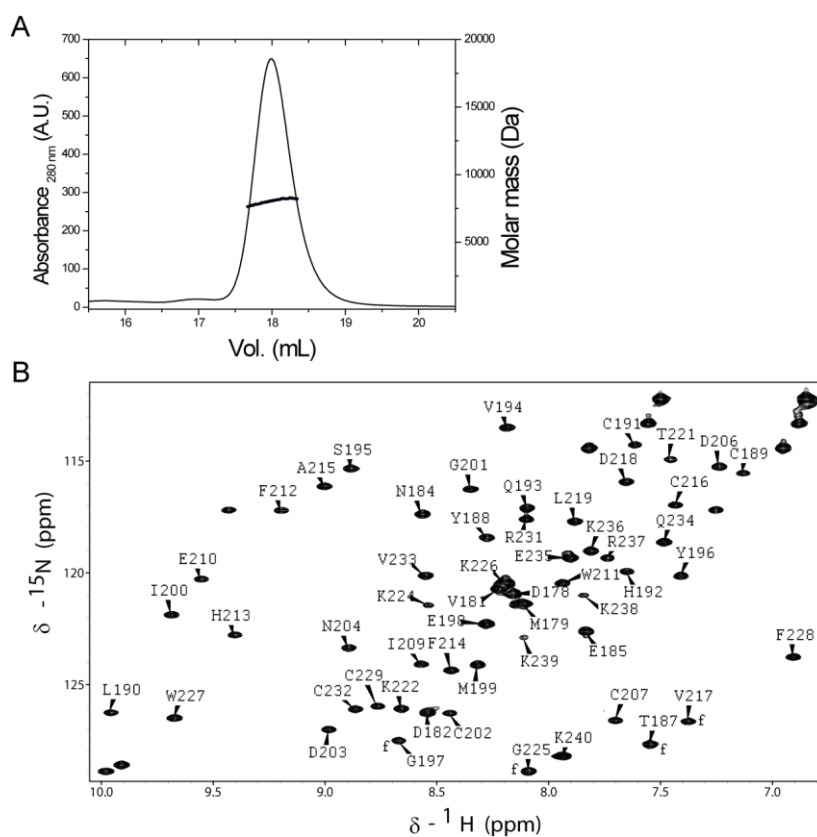 A
700
600
500
400
300
200
100
0
20000
15000
10000
5000
16 17 18 19 20
Absorbance 280 nm (A.U.)
Molar mass (Da)
Vol. (mL)
B
V194
C191
T221
D206
S195
C189
A215
G201
D218
F212
N184
Q193
L219
C216
Y188
R231
K236
Q234
E210
V233
E235
R237
Y196
K226
W211
I200
K224
V181
D178
H192
K238
H213
E198
M179
N204
I209
F214
K239
E185
F228
L190
C229
K222
M199
W227
C232
C207
V217
D203
D182
C202
K240
T187
f
f
G197
G225
f
f
115
120
125
δ - 15N (ppm)
10.0 9.5 9.0 8.5 8.0 7.5 7.0
δ - 1 H (ppm)